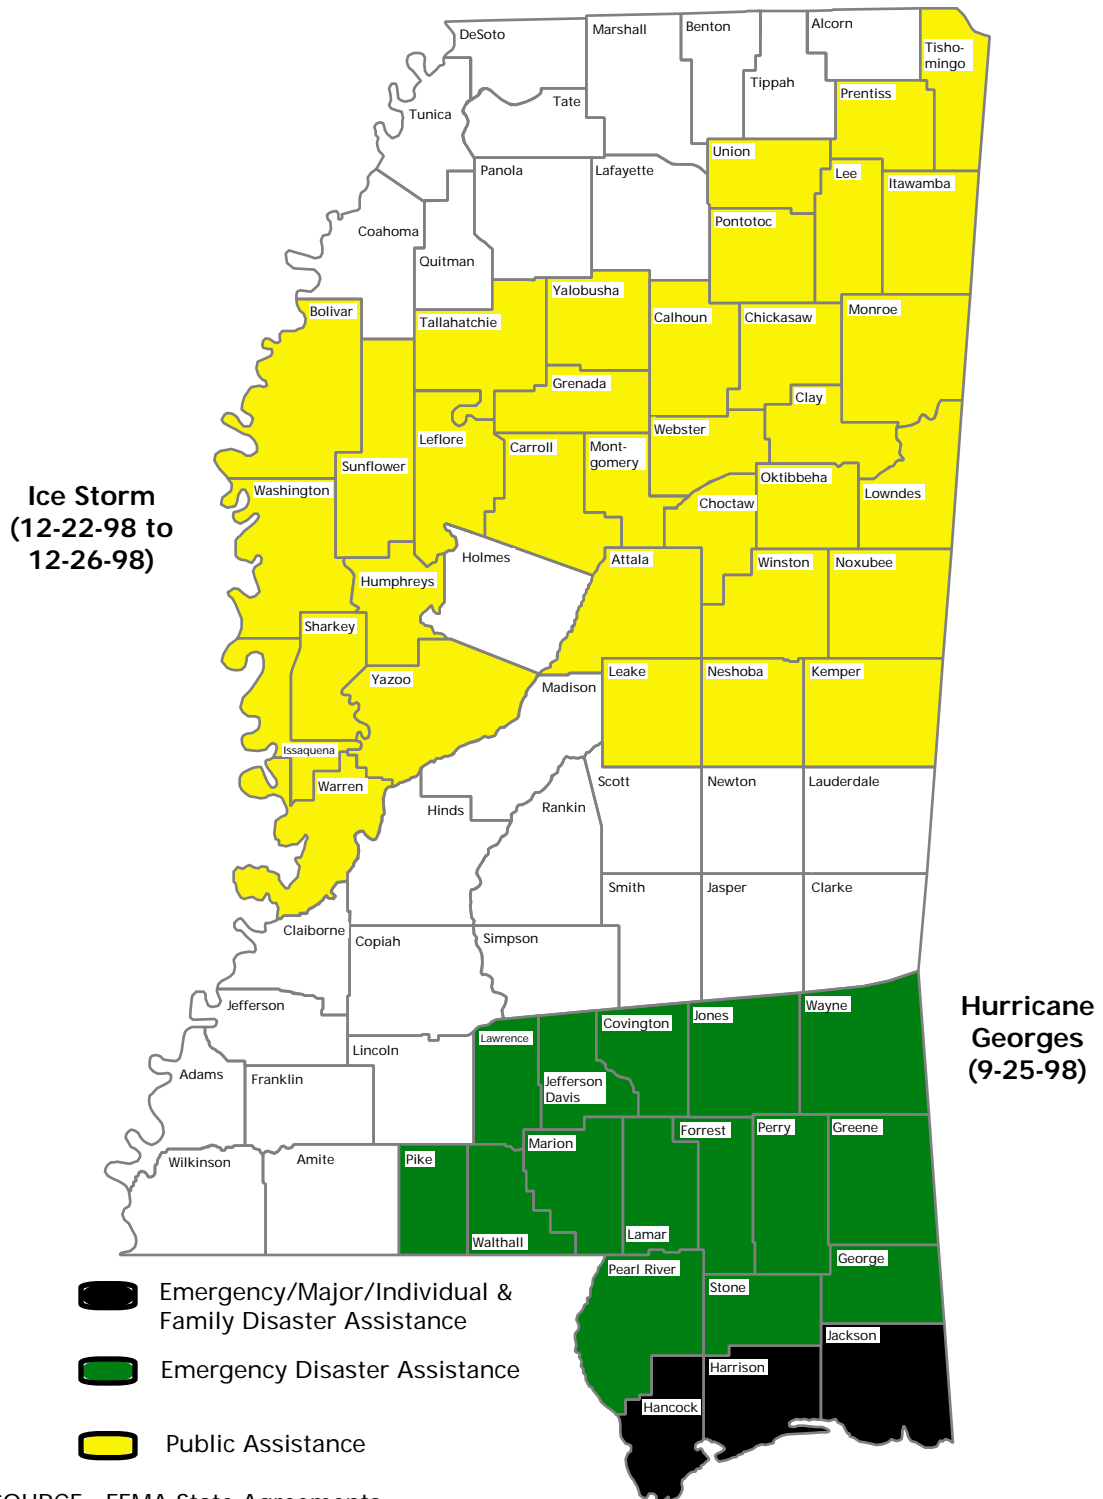 DeSoto
Marshall
Benton
Alcorn
Tisho-
mingo
Tippah
Prentiss
Tate
Tunica
Union
Panola
Lafayette
Lee
Itawamba
Pontotoc
Coahoma
Quitman
Yalobusha
Bolivar
Tallahatchie
Calhoun
Chickasaw
Monroe
Grenada
Clay
Leflore
Carroll
Mont-
gomery
Webster
Sunflower
Oktibbeha
Washington
Choctaw
Lowndes
Ice Storm
(12-22-98 to
12-26-98)
Holmes
Attala
Winston
Noxubee
Humphreys
Sharkey
Yazoo
Madison
Leake
Neshoba
Kemper
Issaquena
Warren
Hinds
Rankin
Scott
Newton
Lauderdale
Smith
Jasper
Clarke
Claiborne
Copiah
Simpson
Jefferson
Lawrence
Covington
Jones
Wayne
Hurricane
Georges
(9-25-98)
Lincoln
Adams
Franklin
Jefferson
Davis
Marion
Forrest
Perry
Greene
Wilkinson
Amite
Pike
Walthall
Lamar
Pearl River
George
Stone
Jackson
Harrison
Hancock
Emergency/Major/Individual &
Family Disaster Assistance
Emergency Disaster Assistance
Public Assistance